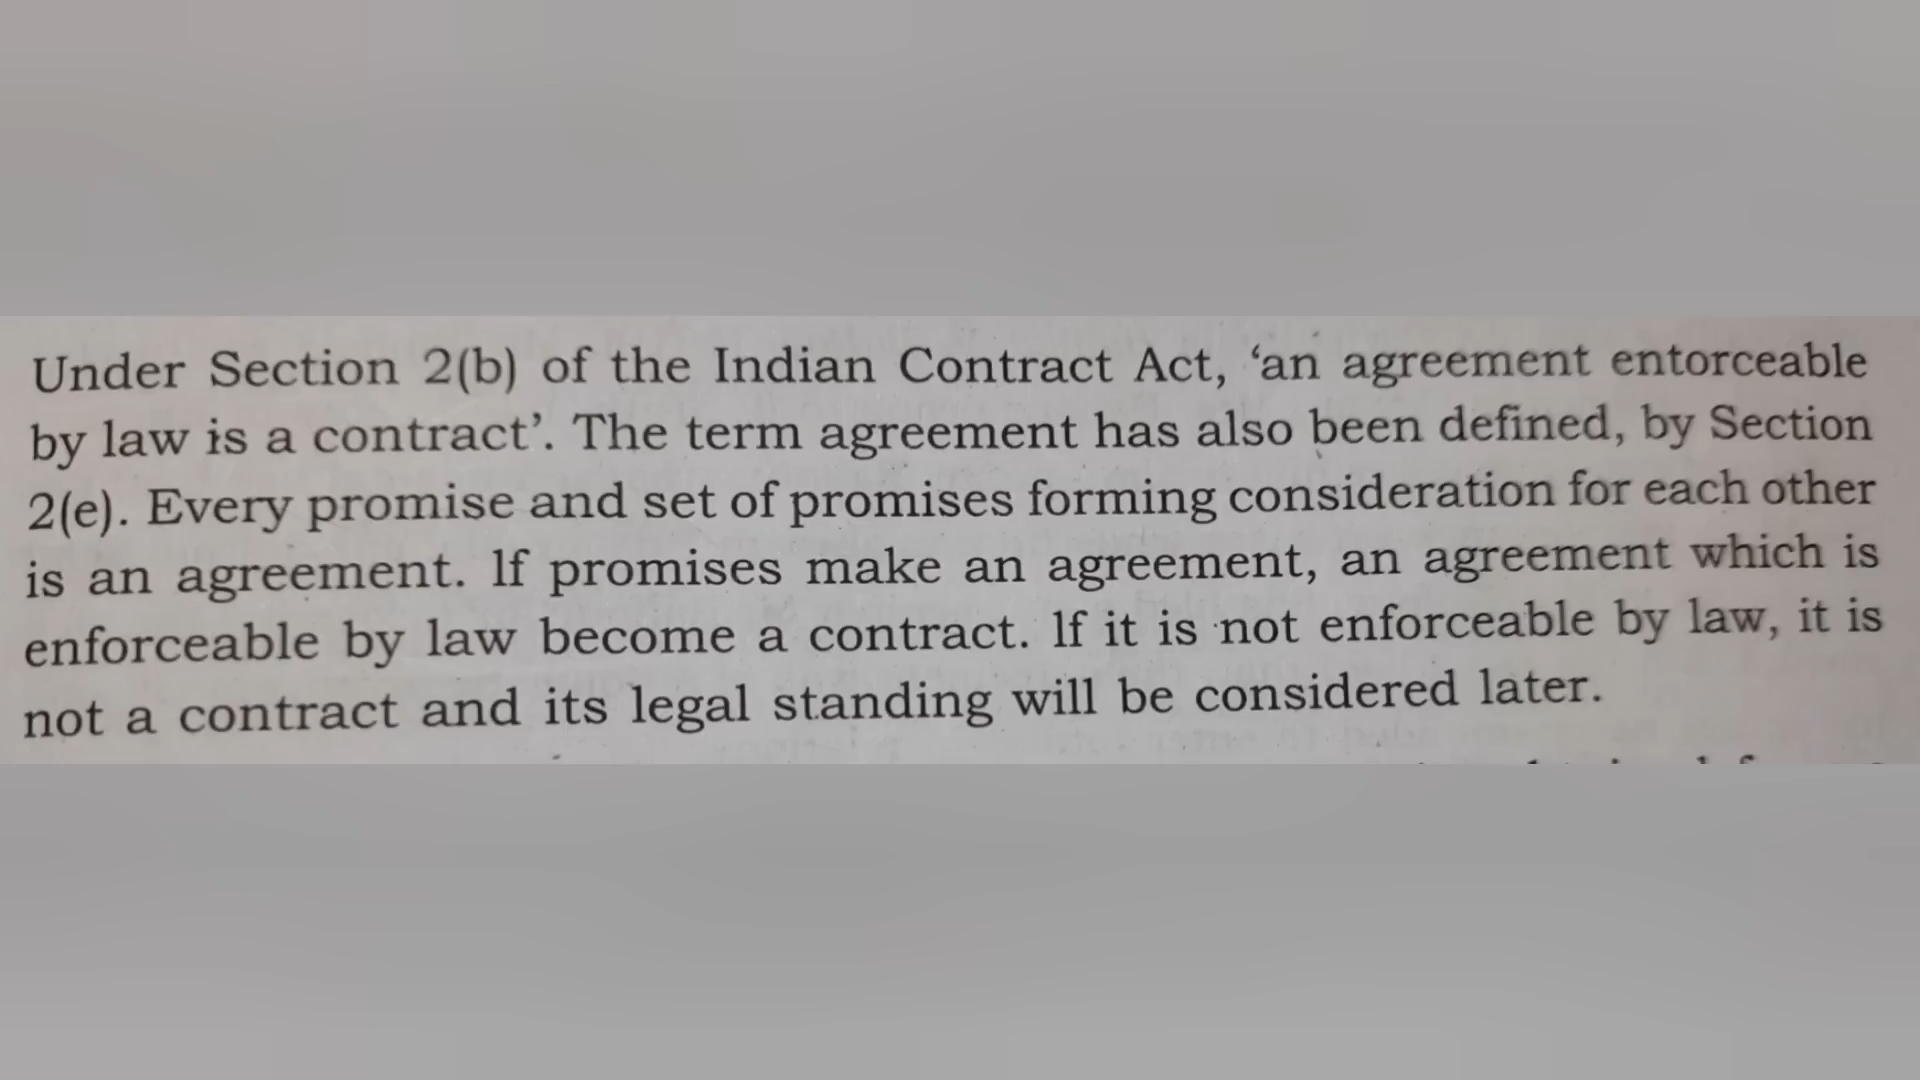 Under Section 2(b) of the Indian Contract Act, ‘an agreement entorceable
by law is a contract’. The term agreement has also been defined, by Section
2(e). Every promise and set of promises forming consideration for each other
is an agreement. lf promises make an agreement, an agreement which is
enforceable by law become a contract. lf it is not enforceable by law, it is
not a contract and its legal standing will be considered later.